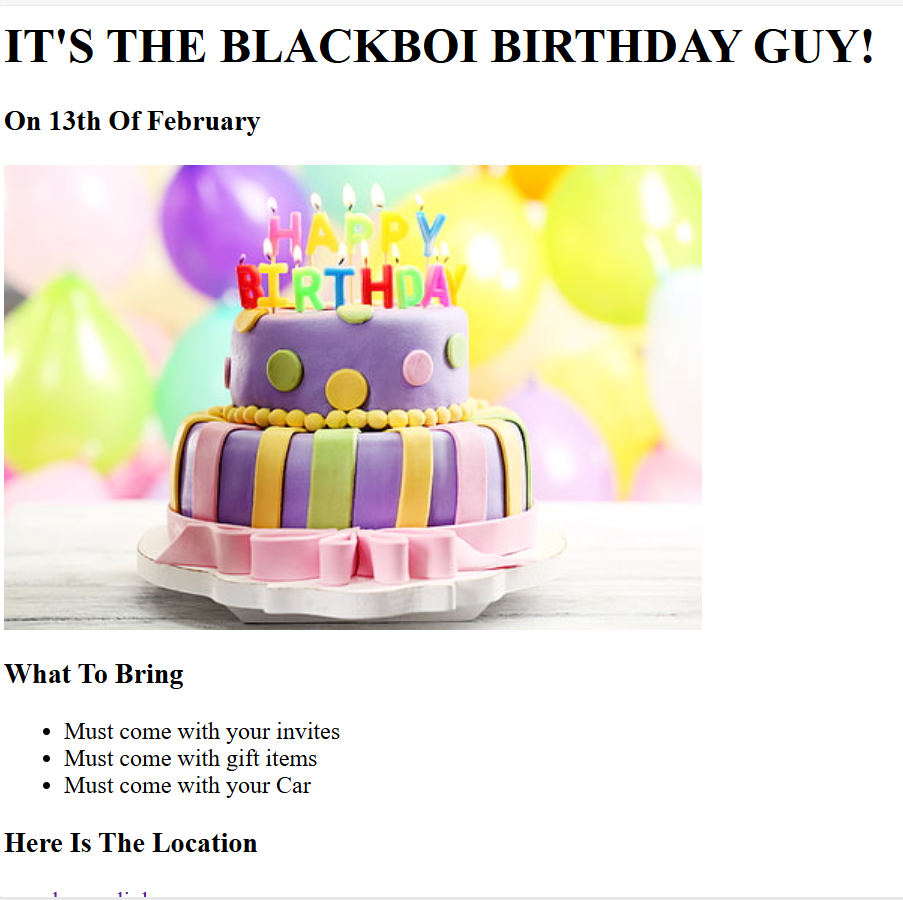 IT'S THE BLACKBOI BIRTHDAY GUY!
On 13th Of February
HAPPY
BIRTHDAY
What To Bring
Must come with your invites
Must come with gift items
Must come with your Car
Here Is The Location